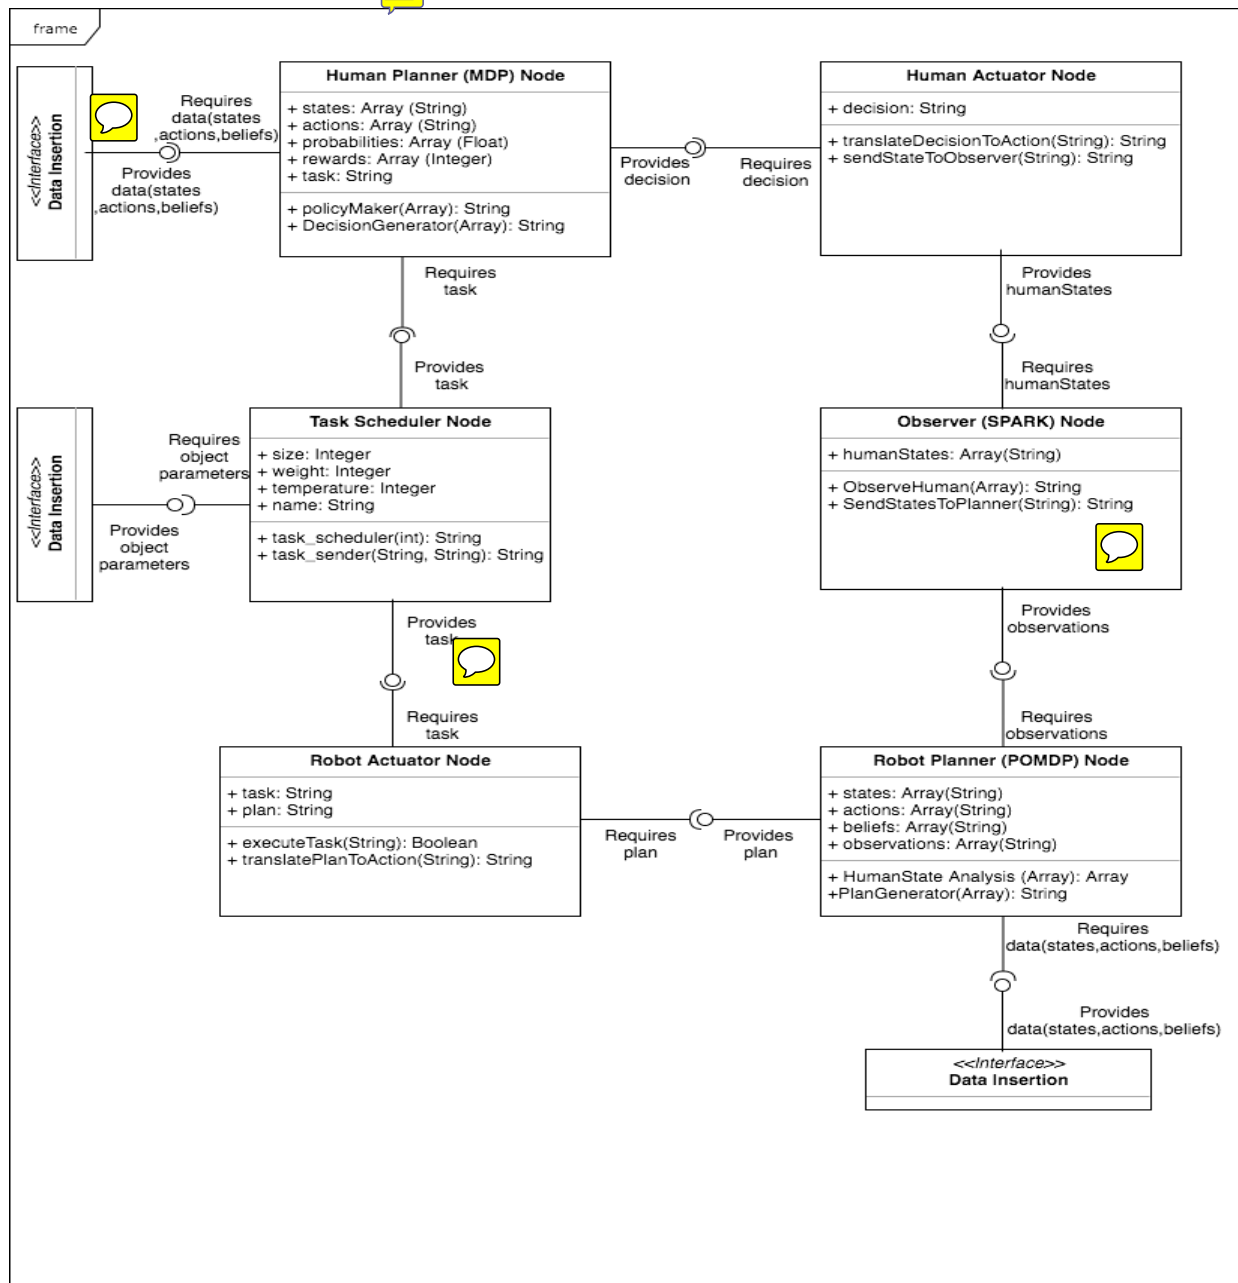 frame
<<Interface>>
Data Insertion
Requires
data(states
,actions,beliefs)
Provides
data(states
,actions,beliefs)
Human Planner (MDP) Node
+ states: Array (String)
+ actions: Array (String)
+ probabilities: Array (Float)
+ rewards: Array (Integer)
+ task: String
+ policyMaker(Array): String
+ DecisionGenerator(Array): String
Provides
decision
Requires
decision
Human Actuator Node
+ decision: String
+ translateDecisionToAction(String): String
+ sendStateToObserver(String): String
Requires
task
Provides
task
Provides
humanStates
Requires
humanStates
<<Interface>>
Data Insertion
Requires
object
parameters
Provides
object
parameters
Task Scheduler Node
+ size: Integer
+ weight: Integer
+ temperature: Integer
+ name: String
+ task_scheduler(int): String
+ task_sender(String, String): String
Observer (SPARK) Node
+ humanStates: Array(String)
+ ObserveHuman(Array): String
+ SendStatesToPlanner(String): String
Provides
task
Requires
task
Provides
observations
Requires
observations
Robot Actuator Node
+ task: String
+ plan: String
+ executeTask(String): Boolean
+ translatePlanToAction(String): String
Requires
plan
Provides
plan
Robot Planner (POMDP) Node
+ states: Array(String)
+ actions: Array(String)
+ beliefs: Array(String)
+ observations: Array(String)
+ HumanState Analysis (Array): Array
+PlanGenerator(Array): String
Requires
data(states,actions,beliefs)
Provides
data(states,actions,beliefs)
<<Interface>>
Data Insertion